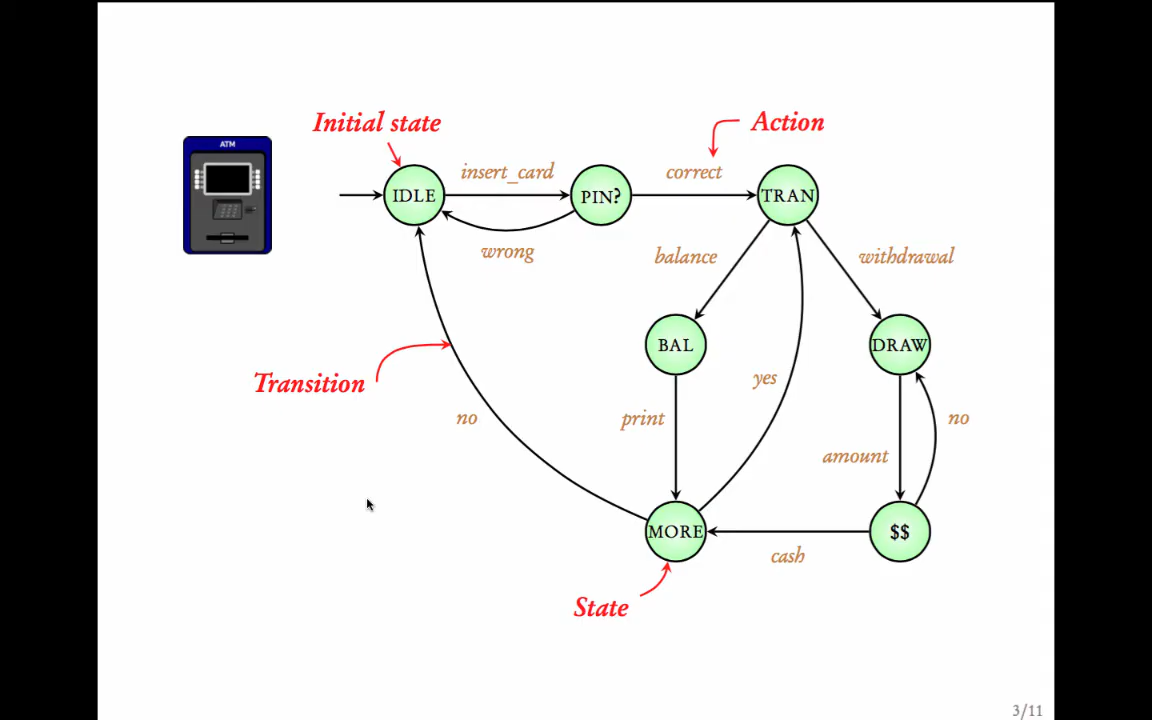 Initial state
Action
ATM
insert_card
correct
IDLE
PIN?
TRAN
wrong
balance
withdrawal
BAL
DRAW
Transition
yes
no
print
no
amount
MORE
$$
cash
State
3/11